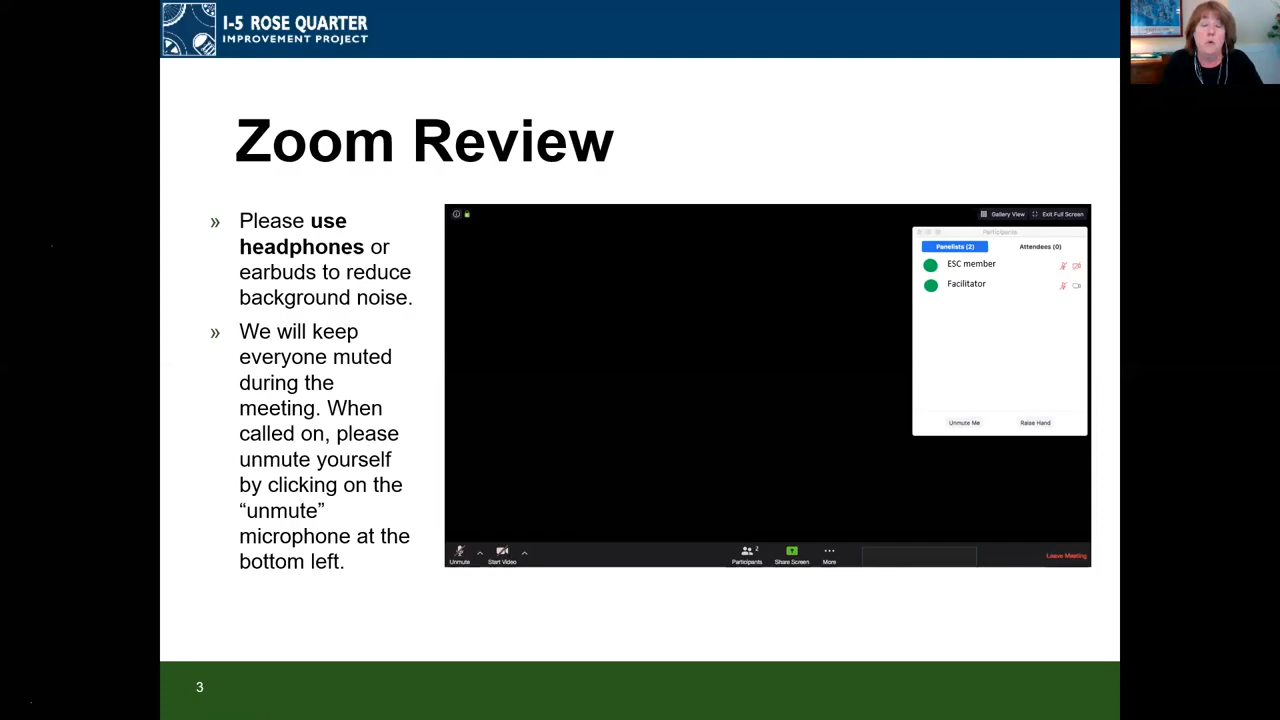 I-5 ROSE QUARTER
IMPROVEMENT PROJECT
Zoom Review
» Please use
headphones or
earbuds to reduce
background noise.
» We will keep
everyone muted
during the
meeting. When
called on, please
unmute yourself
by clicking on the
“unmute”
microphone at the
bottom left.
Gallery View Exit Full Screen
Participants
Panelists (2) Attendees (0)
ESC member
Facilitator
Unmute Me Raise Hand
2
Unmute Start Video Participants Share Screen More Leave Meeting
3